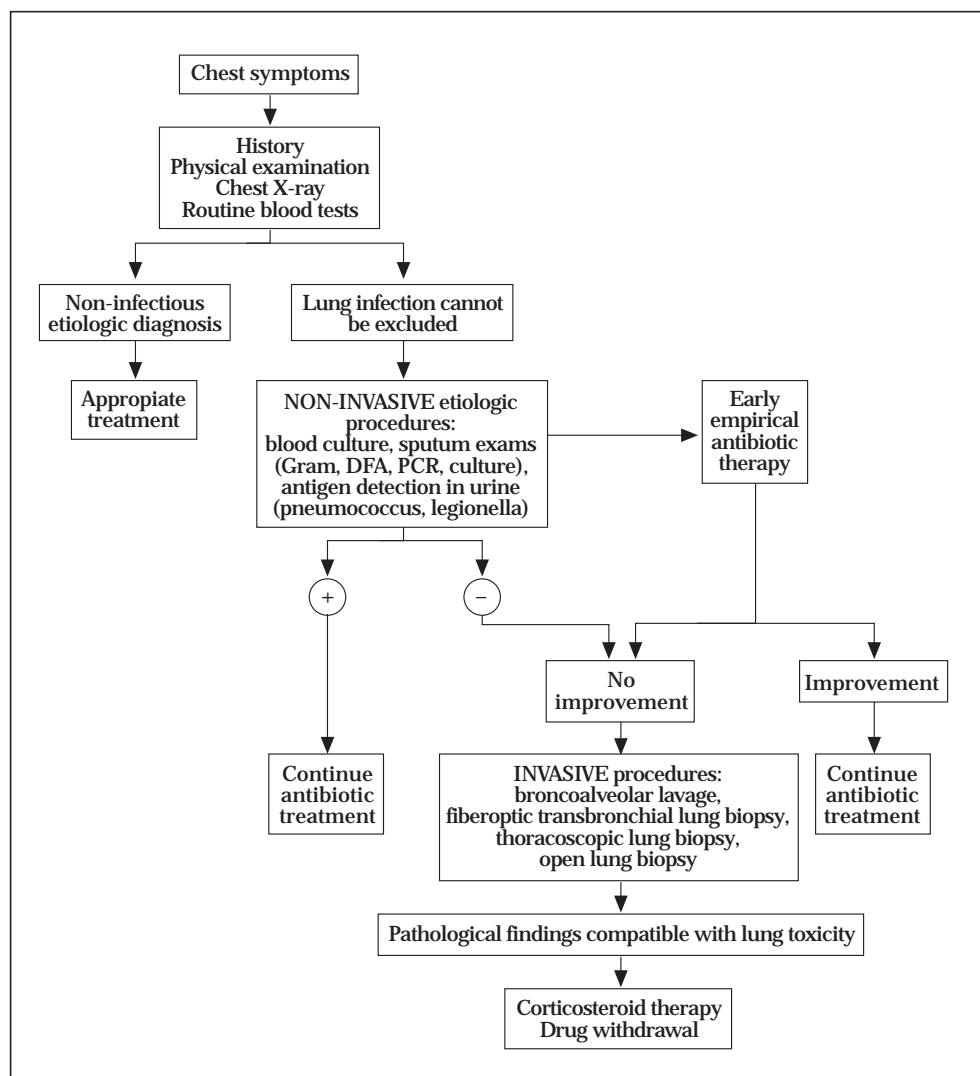 Chest symptoms
History
Physical examination
Chest X-ray
Routine blood tests
Non-infectious
etiologic diagnosis
Lung infection cannot
be excluded
Appropiate
treatment
NON-INVASIVE etiologic
procedures:
blood culture, sputum exams
(Gram, DFA, PCR, culture),
antigen detection in urine
(pneumococcus, legionella)
Early
empirical
antibiotic
therapy
+
−
No
improvement
Improvement
Continue
antibiotic
treatment
INVASIVE procedures:
broncoalveolar lavage,
fiberoptic transbronchial lung biopsy,
thoracoscopic lung biopsy,
open lung biopsy
Continue
antibiotic
treatment
Pathological findings compatible with lung toxicity
Corticosteroid therapy
Drug withdrawal